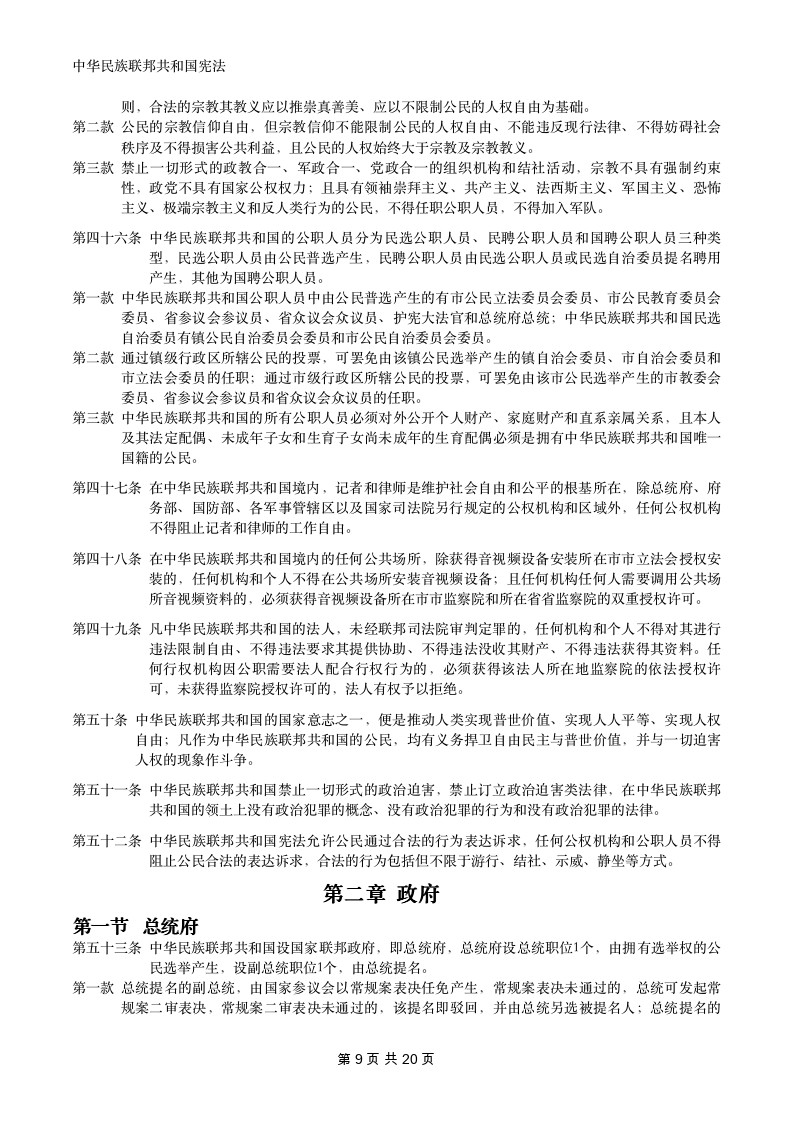 中华民族联邦共和国宪法
则，合法的宗教其教义应以推崇真善美、应以不限制公民的人权自由为基础。
第二款 公民的宗教信仰自由，但宗教信仰不能限制公民的人权自由、不能违反现行法律、不得妨碍社会
秩序及不得损害公共利益，且公民的人权始终大于宗教及宗教教义。
第三款 禁止一切形式的政教合一、军政合一、党政合一的组织机构和结社活动，宗教不具有强制约束
性，政党不具有国家公权权力；且具有领袖崇拜主义、共产主义、法西斯主义、军国主义、恐怖
主义、极端宗教主义和反人类行为的公民，不得任职公职人员，不得加入军队。
第四十六条 中华民族联邦共和国的公职人员分为民选公职人员、民聘公职人员和国聘公职人员三种类
型，民选公职人员由公民普选产生，民聘公职人员由民选公职人员或民选自治委员提名聘用
产生，其他为国聘公职人员。
第一款 中华民族联邦共和国公职人员中由公民普选产生的有市公民立法委员会委员、市公民教育委员会
委员、省参议会参议员、省众议会众议员、护宪大法官和总统府总统；中华民族联邦共和国民选
自治委员有镇公民自治委员会委员和市公民自治委员会委员。
第二款 通过镇级行政区所辖公民的投票，可罢免由该镇公民选举产生的镇自治会委员、市自治会委员和
市立法会委员的任职；通过市级行政区所辖公民的投票，可罢免由该市公民选举产生的市教委会
委员、省参议会参议员和省众议会众议员的任职。
第三款 中华民族联邦共和国的所有公职人员必须对外公开个人财产、家庭财产和直系亲属关系，且本人
及其法定配偶、未成年子女和生育子女尚未成年的生育配偶必须是拥有中华民族联邦共和国唯一
国籍的公民。
第四十七条 在中华民族联邦共和国境内，记者和律师是维护社会自由和公平的根基所在，除总统府、府
务部、国防部、各军事管辖区以及国家司法院另行规定的公权机构和区域外，任何公权机构
不得阻止记者和律师的工作自由。
第四十八条 在中华民族联邦共和国境内的任何公共场所，除获得音视频设备安装所在市市立法会授权安
装的，任何机构和个人不得在公共场所安装音视频设备；且任何机构任何人需要调用公共场
所音视频资料的，必须获得音视频设备所在市市监察院和所在省省监察院的双重授权许可。
第四十九条 凡中华民族联邦共和国的法人，未经联邦司法院审判定罪的，任何机构和个人不得对其进行
违法限制自由、不得违法要求其提供协助、不得违法没收其财产、不得违法获得其资料。任
何行权机构因公职需要法人配合行权行为的，必须获得该法人所在地监察院的依法授权许
可，未获得监察院授权许可的，法人有权予以拒绝。
第五十条 中华民族联邦共和国的国家意志之一，便是推动人类实现普世价值、实现人人平等、实现人权
自由；凡作为中华民族联邦共和国的公民，均有义务捍卫自由民主与普世价值，并与一切迫害
人权的现象作斗争。
第五十一条 中华民族联邦共和国禁止一切形式的政治迫害，禁止订立政治迫害类法律，在中华民族联邦
共和国的领土上没有政治犯罪的概念、没有政治犯罪的行为和没有政治犯罪的法律。
第五十二条 中华民族联邦共和国宪法允许公民通过合法的行为表达诉求，任何公权机构和公职人员不得
阻止公民合法的表达诉求，合法的行为包括但不限于游行、结社、示威、静坐等方式。
第二章 政府
第一节 总统府
第五十三条 中华民族联邦共和国设国家联邦政府，即总统府，总统府设总统职位1个，由拥有选举权的公
民选举产生，设副总统职位1个，由总统提名。
第一款 总统提名的副总统，由国家参议会以常规案表决任免产生，常规案表决未通过的，总统可发起常
规案二审表决，常规案二审表决未通过的，该提名即驳回，并由总统另选被提名人；总统提名的
第 9 页 共 20 页